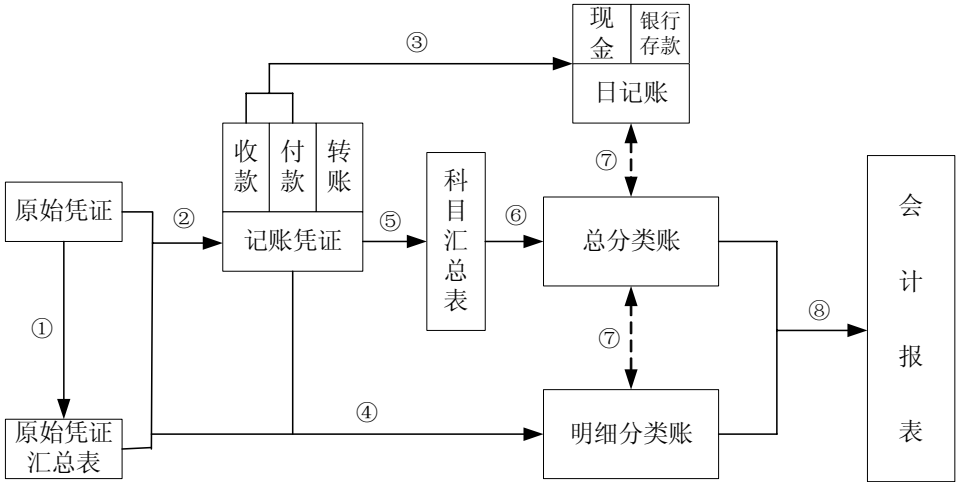 ③
现金
银行
存款
日记账
⑦
收款
付款
转账
科目汇总表
会计报表
原始凭证
②
记账凭证
⑤
⑥
总分类账
①
⑦
⑧
④
原始凭证
汇总表
明细分类账